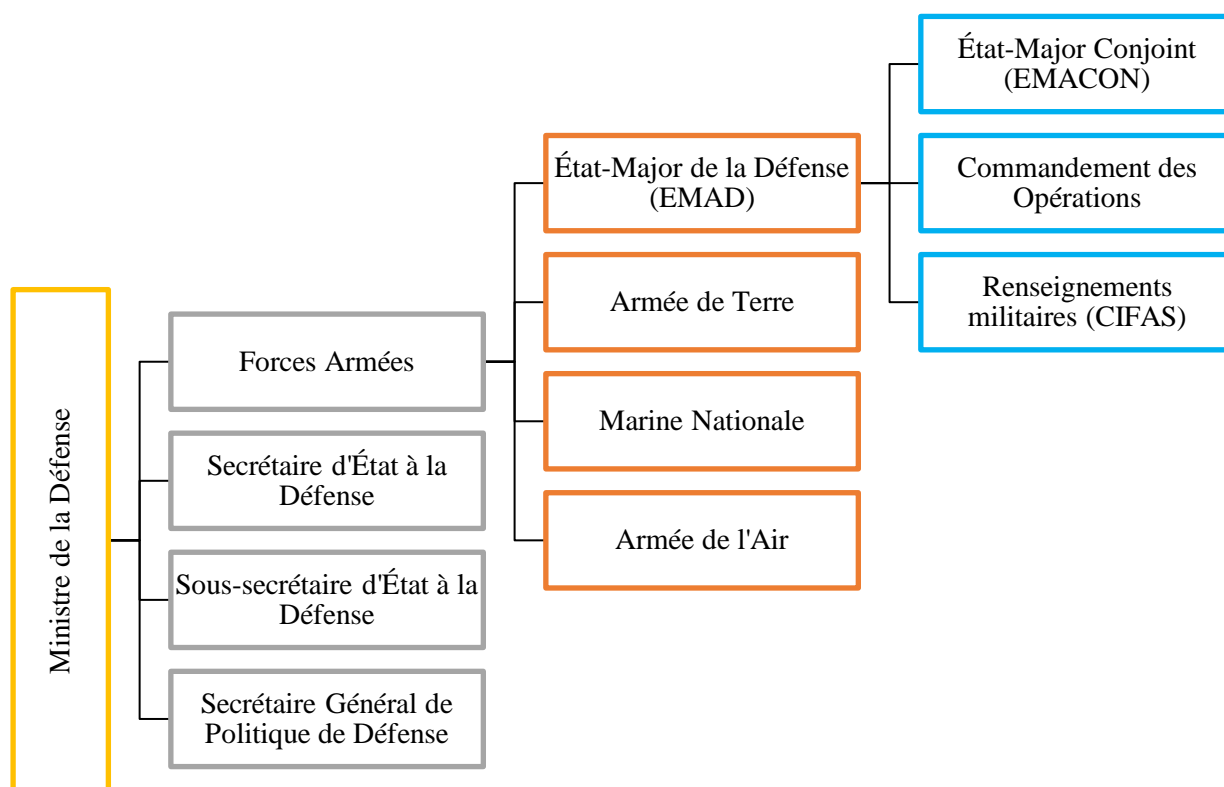 Ministre de la Défense
Forces Armées
Secrétaire d'État à la
Défense
Sous-secrétaire d'État à la
Défense
Secrétaire Général de
Politique de Défense
État-Major de la Défense
(EMAD)
Armée de Terre
Marine Nationale
Armée de l'Air
État-Major Conjoint
(EMACON)
Commandement des
Opérations
Renseignements
militaires (CIFAS)